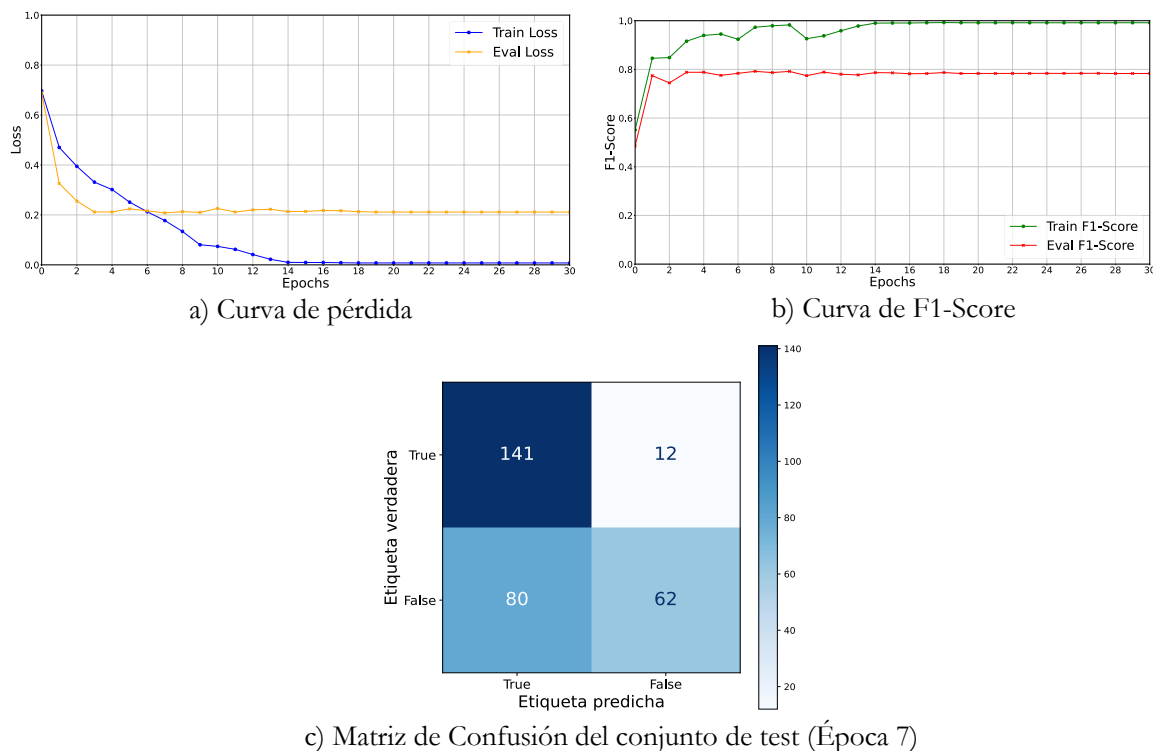 1.0
0.8
0.6
0.4
0.2
0.0
Loss
Train Loss
Eval Loss
0 2 4 6 8 10 12 14 16 18 20 22 24 26 28 30
Epochs
a) Curva de pérdida
1.0
0.8
0.6
0.4
0.2
0.0
F1-Score
Train F1-Score
Eval F1-Score
0 2 4 6 8 10 12 14 16 18 20 22 24 26 28 30
Epochs
b) Curva de F1-Score
Etiqueta verdadera
True
False
141 12
80 62
True False
Etiqueta predicha
140
120
100
80
60
40
20
c) Matriz de Confusión del conjunto de test (Época 7)